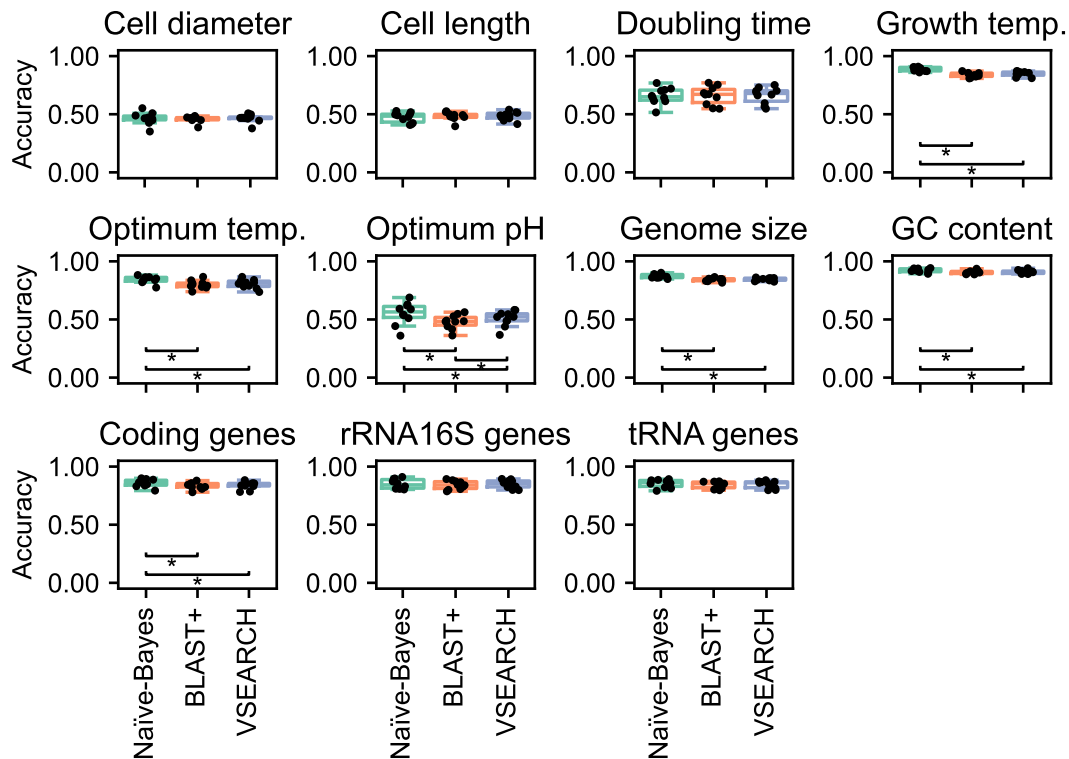 Cell diameter Cell length Doubling time Growth temp.
Accuracy
1.00 1.00 1.00 1.00
0.50 0.50 0.50 0.50
0.00 0.00 0.00 0.00
*
*
Optimum temp. Optimum pH Genome size GC content
Accuracy
1.00 1.00 1.00 1.00
0.50 0.50 0.50 0.50
0.00 0.00 0.00 0.00
* * * * *
* * * *
Coding genes rRNA16S genes tRNA genes
Accuracy
1.00 1.00 1.00
0.50 0.50 0.50
0.00 0.00 0.00
*
*
Naïve-Bayes BLAST+ VSEARCH Naïve-Bayes BLAST+ VSEARCH Naïve-Bayes BLAST+ VSEARCH